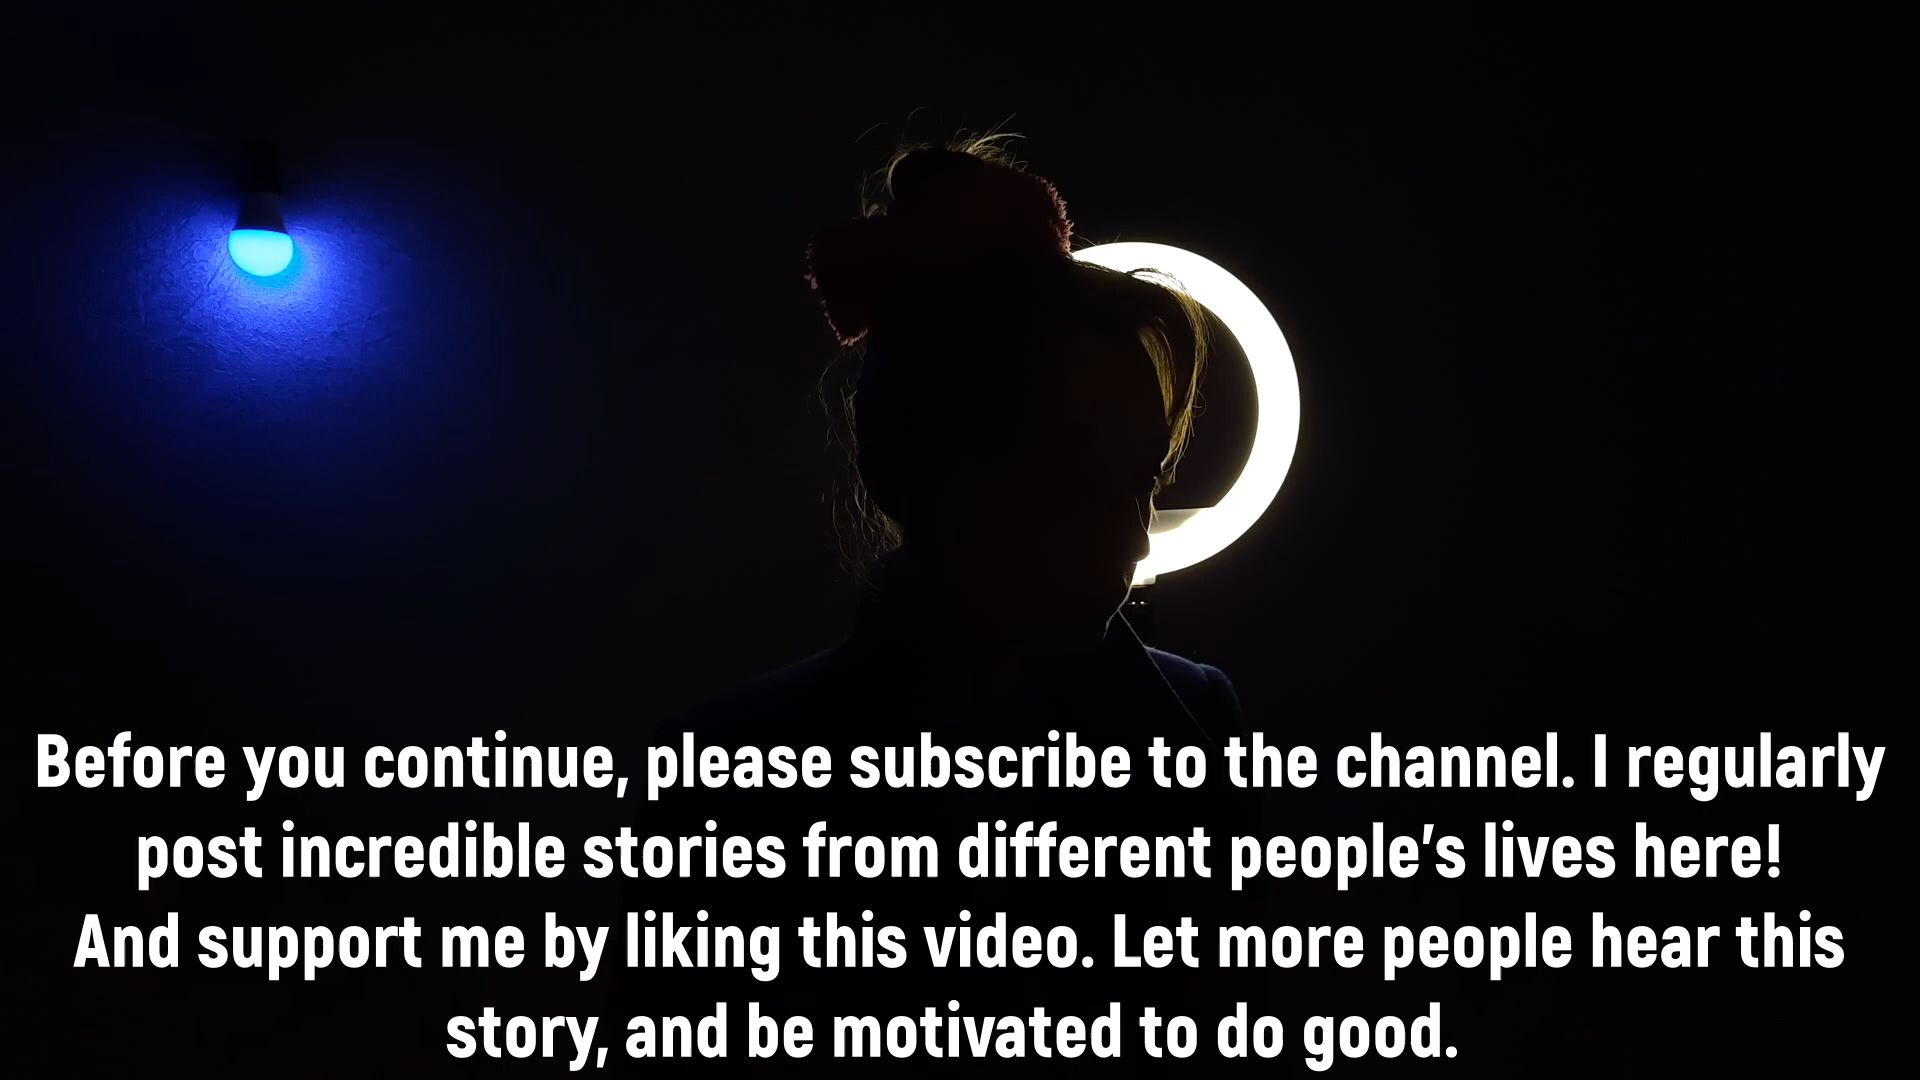 Before you continue, please subscribe to the channel. I regularly
post incredible stories from different people’s lives here!
And support me by liking this video. Let more people hear this
story, and be motivated to do good.